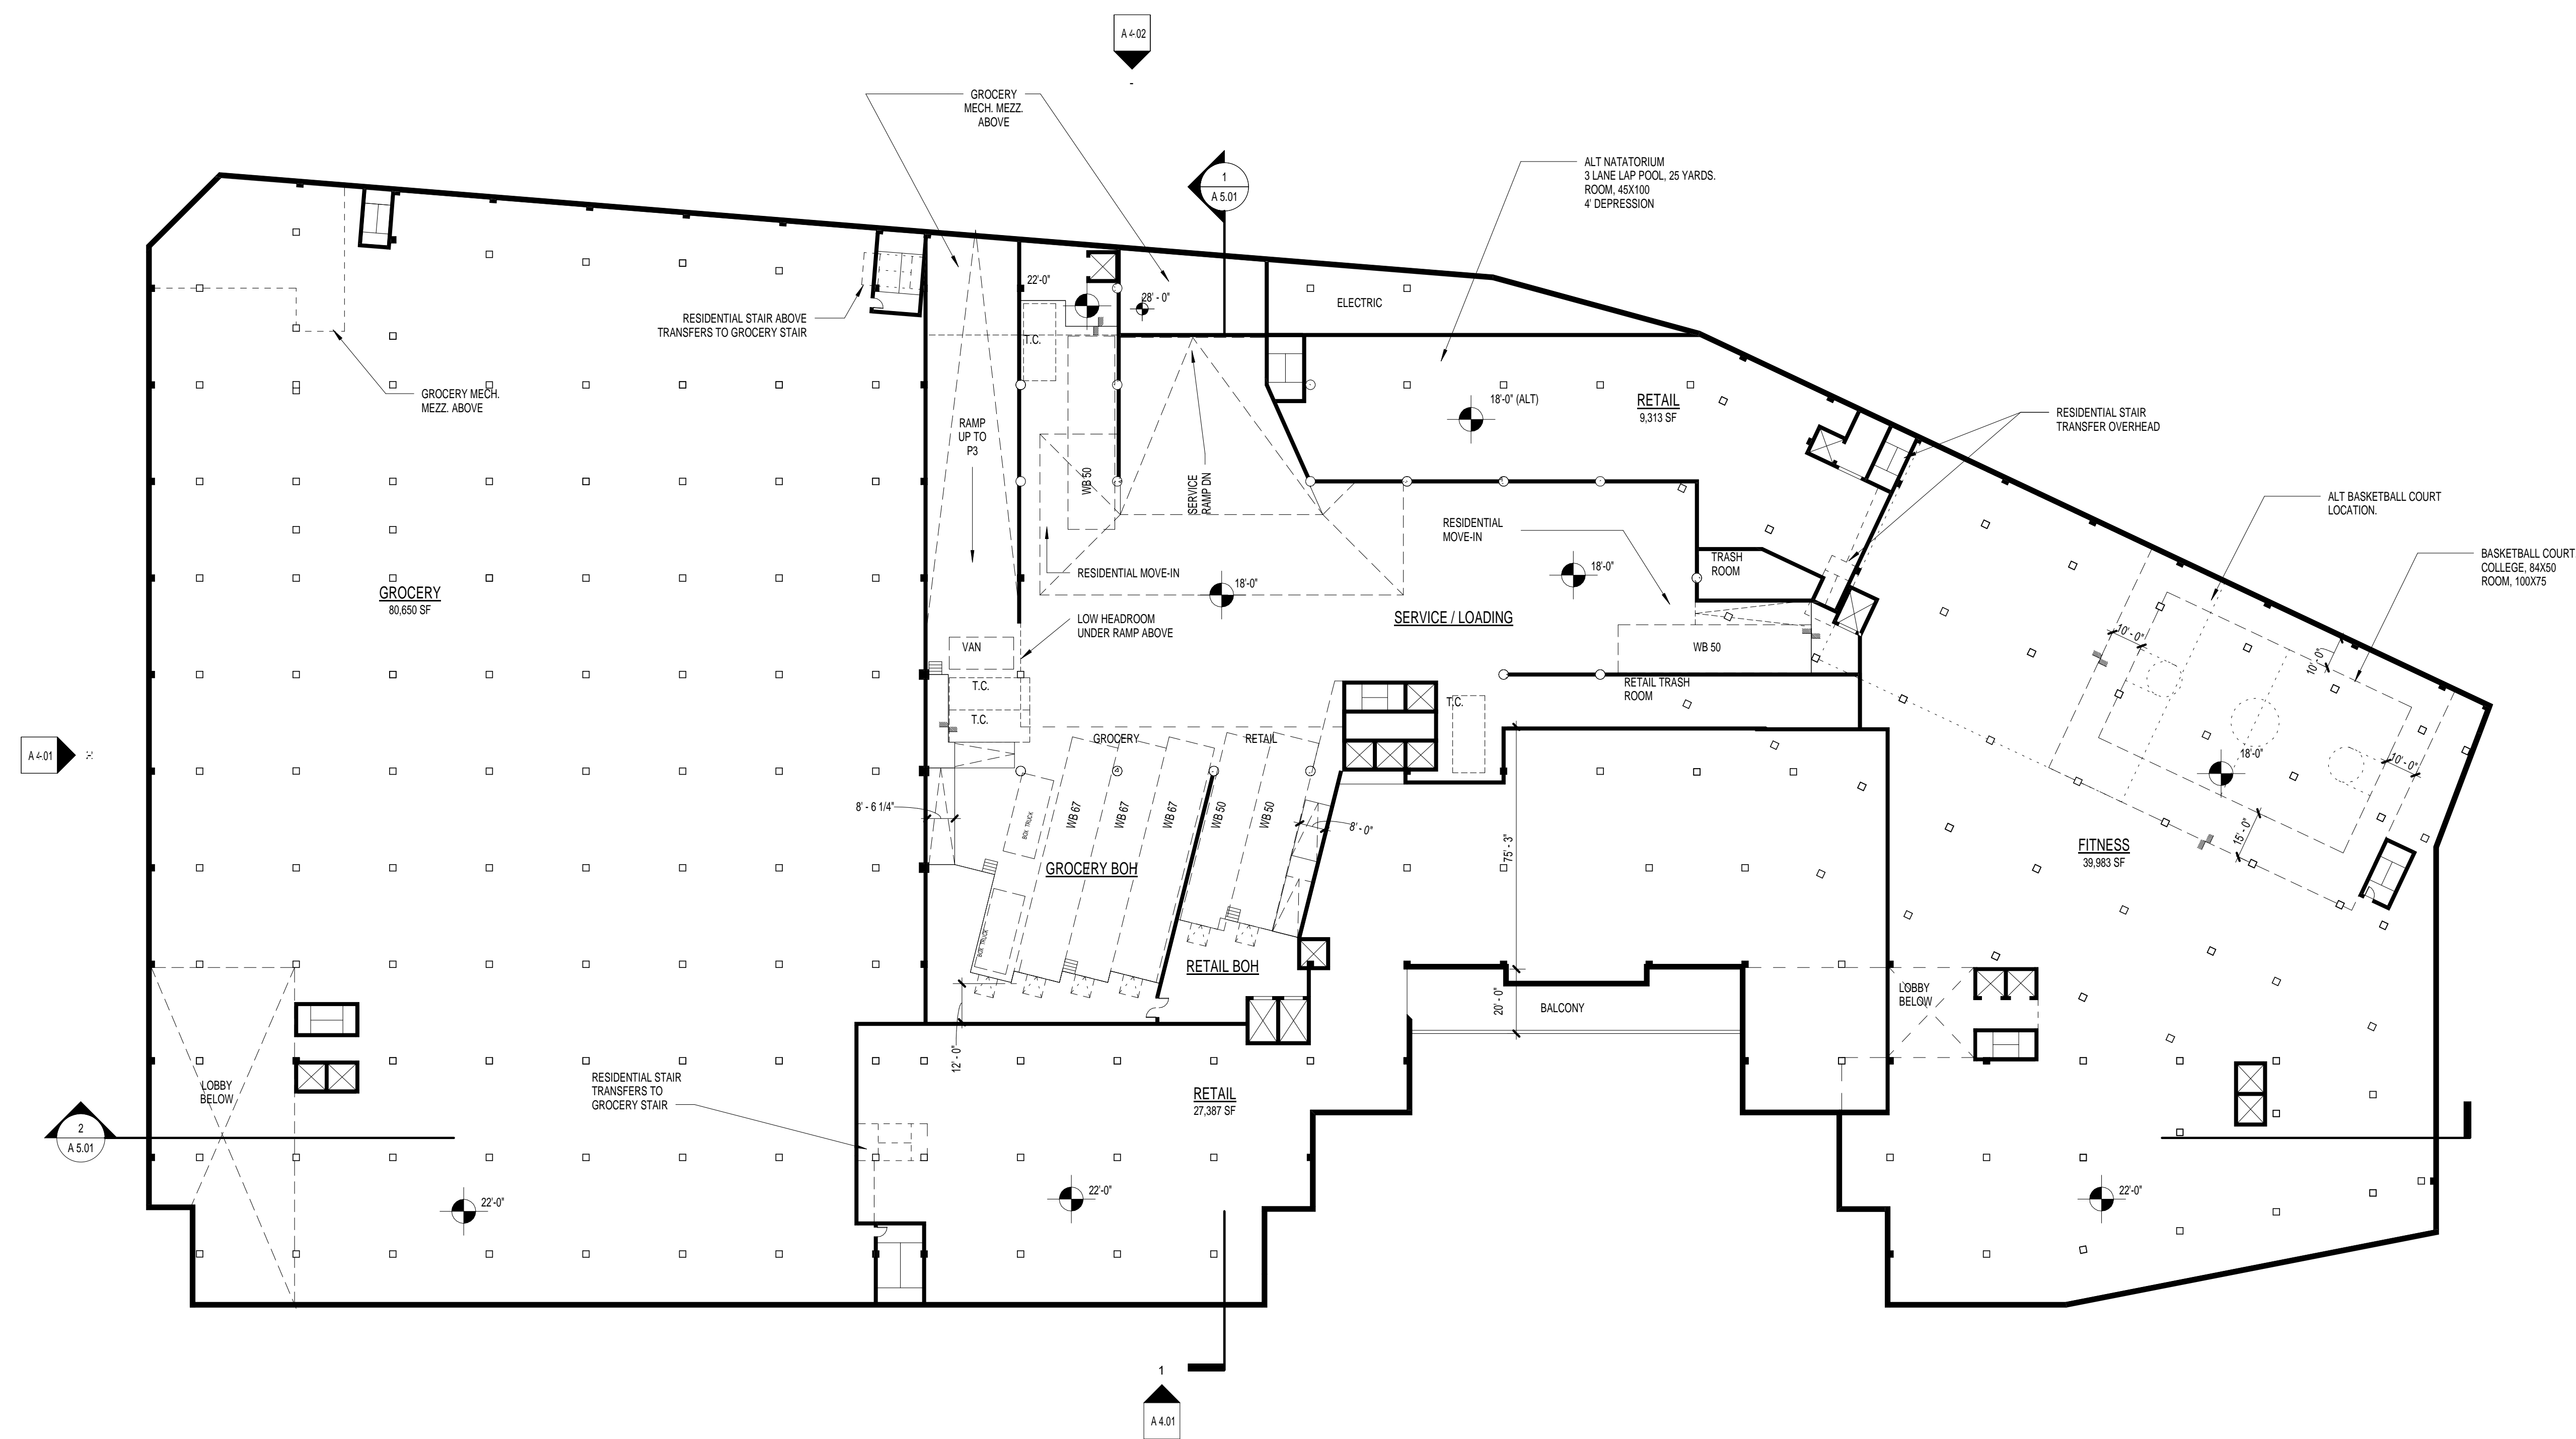 A 4.02
-
GROCERY
MECH. MEZZ.
ABOVE
1
A 5.01
ALT NATATORIUM
3 LANE LAP POOL, 25 YARDS.
ROOM, 45X100
4' DEPRESSION
22'-0"
28' - 0"
ELECTRIC
RESIDENTIAL STAIR ABOVE
TRANSFERS TO GROCERY STAIR
T.C.
GROCERY MECH.
MEZZ. ABOVE
18'-0" (ALT)
RETAIL
9,313 SF
RESIDENTIAL STAIR
TRANSFER OVERHEAD
RAMP
UP TO
P3
WB 50
SERVICE
RAMP DN
ALT BASKETBALL COURT
LOCATION.
RESIDENTIAL
MOVE-IN
BASKETBALL COURT
COLLEGE, 84X50
ROOM, 100X75
TRASH
ROOM
RESIDENTIAL MOVE-IN
18'-0"
18'-0"
GROCERY
80,650 SF
LOW HEADROOM
UNDER RAMP ABOVE
SERVICE / LOADING
10' - 0"
10' - 0"
VAN
WB 50
T.C.
RETAIL TRASH
ROOM
T.C.
T.C.
GROCERY
RETAIL
A 4.01
18'-0"
10' - 0"
8' - 6 1/4"
BOX TRUCK
WB 67
WB 67
WB 67
WB 50
WB 50
8' - 0"
75' - 3"
15' - 0"
FITNESS
39,983 SF
GROCERY BOH
BOX TRUCK
RETAIL BOH
LOBBY
BELOW
20' - 0"
BALCONY
12' - 0"
RESIDENTIAL STAIR
TRANSFERS TO
GROCERY STAIR
LOBBY
BELOW
RETAIL
27,387 SF
2
A 5.01
22'-0"
22'-0"
22'-0"
1
A 4.01